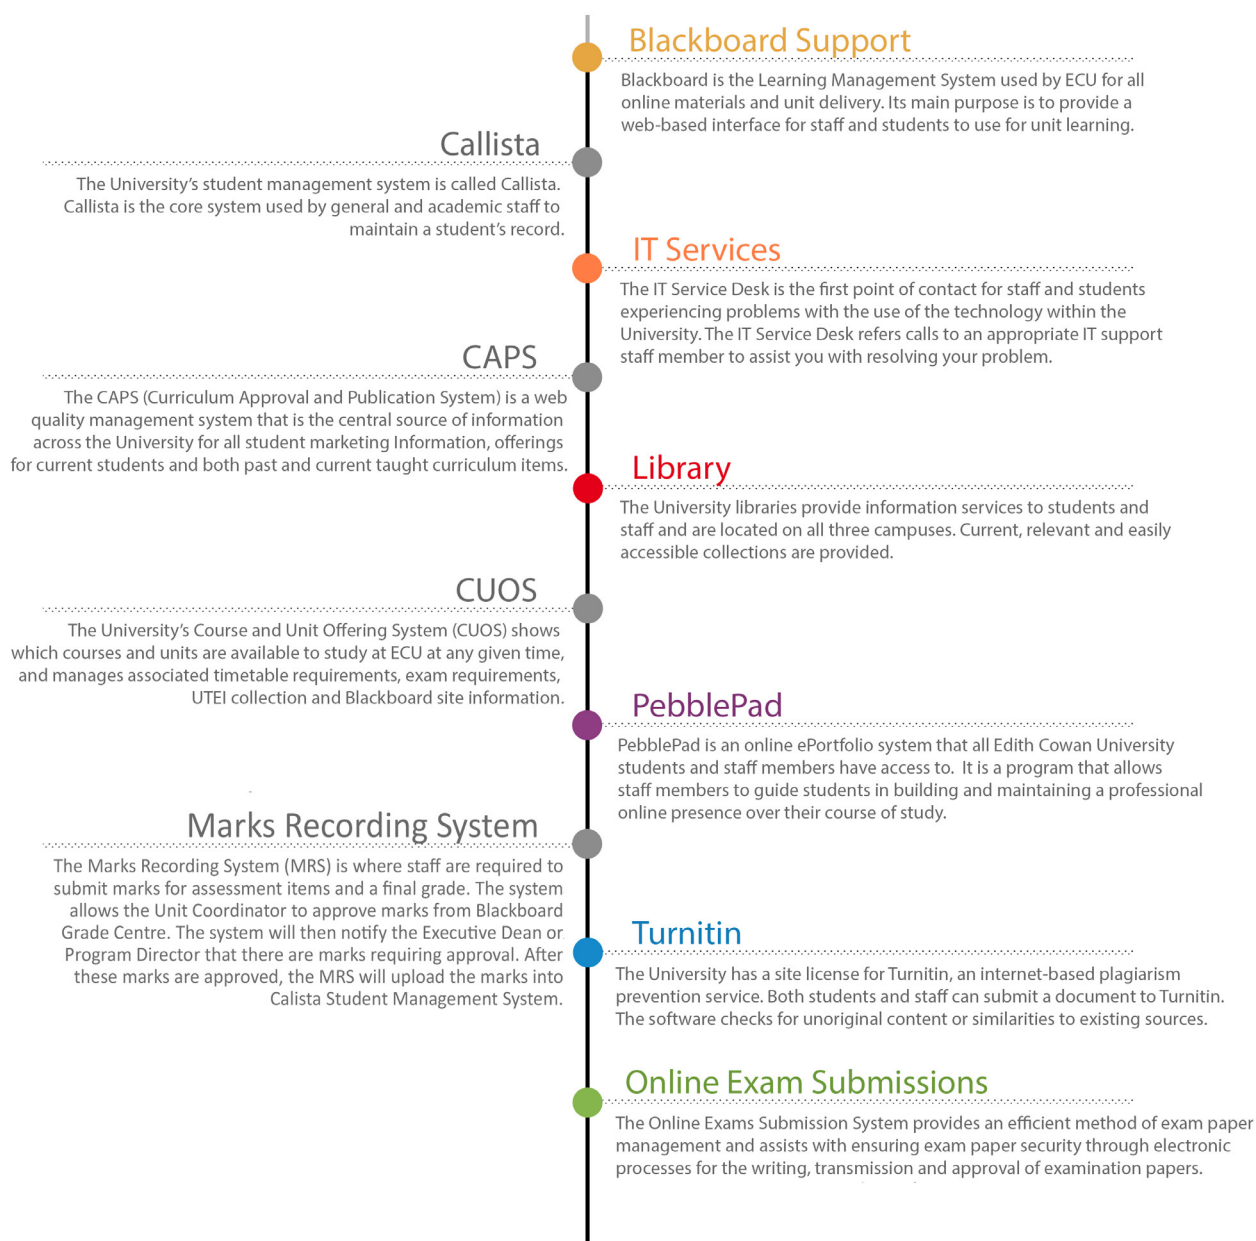 Blackboard Support
Blackboard is the Learning Management System used by ECU for all
online materials and unit delivery. Its main purpose is to provide a
web-based interface for staff and students to use for unit learning.
Callista
The University's student management system is called Callista.
Callista is the core system used by general and academic staff to
maintain a student's record.
IT Services
The IT Service Desk is the first point of contact for staff and students
experiencing problems with the use of the technology within the
University. The IT Service Desk refers calls to an appropriate IT support
staff member to assist you with resolving your problem.
CAPS
The CAPS (Curriculum Approval and Publication System) is a web
quality management system that is the central source of information
across the University for all student marketing Information, offerings
for current students and both past and current taught curriculum items.
Library
The University libraries provide information services to students and
staff and are located on all three campuses. Current, relevant and easily
accessible collections are provided.
CUOS
The University's Course and Unit Offering System (CUOS) shows
which courses and units are available to study at ECU at any given time,
and manages associated timetable requirements, exam requirements,
UTEI collection and Blackboard site information.
PebblePad
PebblePad is an online ePortfolio system that all Edith Cowan University
students and staff members have access to. It is a program that allows
staff members to guide students in building and maintaining a professional
online presence over their course of study.
Marks Recording System
The Marks Recording System (MRS) is where staff are required to
submit marks for assessment items and a final grade. The system
allows the Unit Coordinator to approve marks from Blackboard
Grade Centre. The system will then notify the Executive Dean or
Program Director that there are marks requiring approval. After
these marks are approved, the MRS will upload the marks into
Calista Student Management System.
Turnitin
The University has a site license for Turnitin, an internet-based plagiarism
prevention service. Both students and staff can submit a document to Turnitin.
The software checks for unoriginal content or similarities to existing sources.
Online Exam Submissions
The Online Exams Submission System provides an efficient method of exam paper
management and assists with ensuring exam paper security through electronic
processes for the writing, transmission and approval of examination papers.